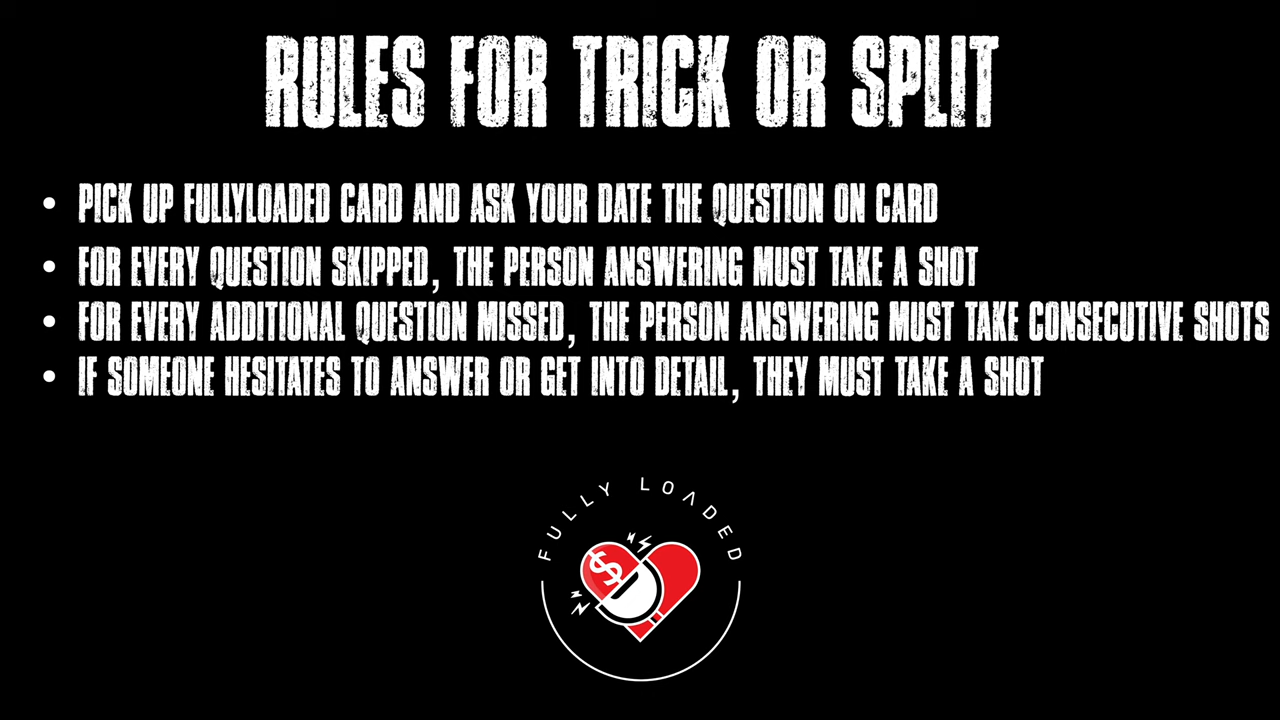 RULES FOR TRICK OR SPLIT
• PICK UP FULLYLOADED CARD AND ASK YOUR DATE THE QUESTION ON CARD
• FOR EVERY QUESTION SKIPPED, THE PERSON ANSWERING MUST TAKE A SHOT
• FOR EVERY ADDITIONAL QUESTION MISSED, THE PERSON ANSWERING MUST TAKE CONSECUTIVE SHOTS
• IF SOMEONE HESITATES TO ANSWER OR GET INTO DETAIL, THEY MUST TAKE A SHOT
FULLY LOADED
$